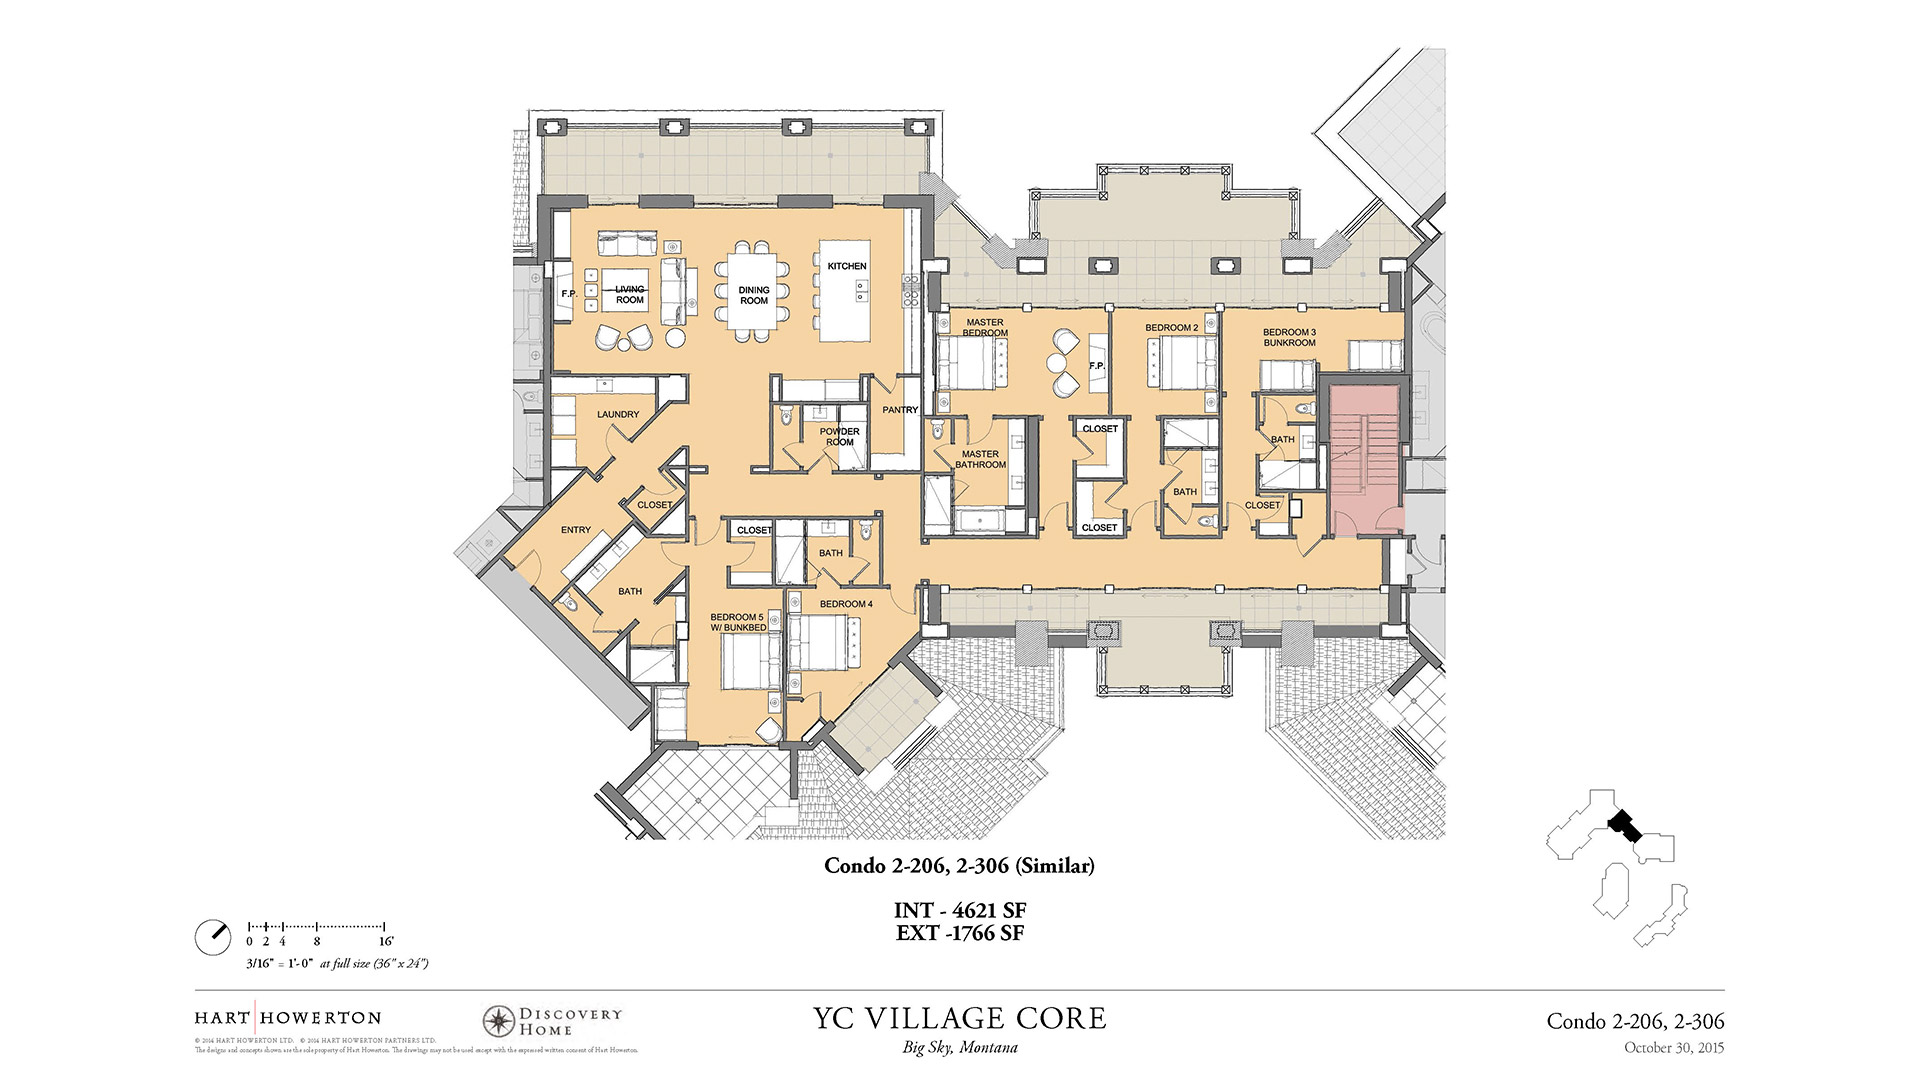 KITCHEN
F.P.
LIVING
ROOM
DINING
ROOM
MASTER
BEDROOM
F.P.
BEDROOM 2
BEDROOM 3
BUNKROOM
LAUNDRY
POWDER
ROOM
PANTRY
CLOSET
BATH
MASTER
BATHROOM
BATH
CLOSET
CLOSET
CLOSET
ENTRY
CLOSET
BATH
BATH
BEDROOM 5
W/ BUNKBED
BEDROOM 4
Condo 2-206, 2-306 (Similar)
INT - 4621 SF
EXT -1766 SF
0 2 4 8 16'
3/16" = 1'-0" at full size (36" x 24")
HART HOWERTON
© 2014 HART HOWERTON LTD. © 2014 HART HOWERTON PARTNERS LTD.
The designs and concepts shown are the sole property of Hart Howerton. The drawings may not be used except with the expressed written consent of Hart Howerton.
DISCOVERY
HOME
YC VILLAGE CORE
Big Sky, Montana
Condo 2-206, 2-306
October 30, 2015